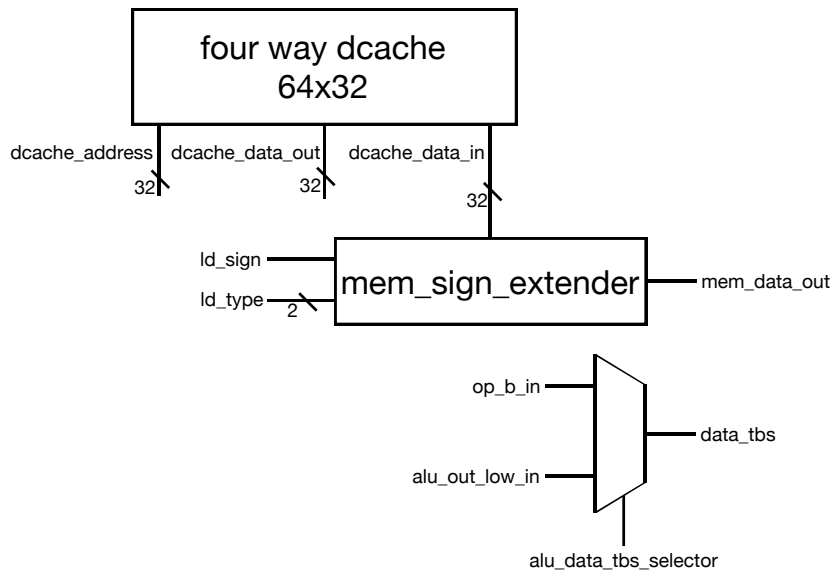 four way dcache
64x32
dcache_address
dcache_data_out
dcache_data_in
32
32
32
ld_sign
ld_type
2
mem_sign_extender
mem_data_out
op_b_in
data_tbs
alu_out_low_in
alu_data_tbs_selector